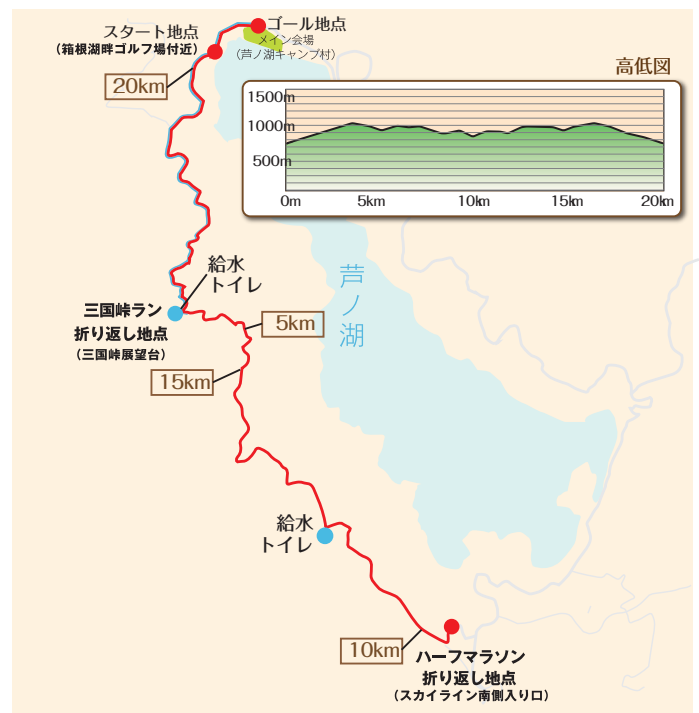 スタート地点
(箱根湖畔ゴルフ場付近)
ゴール地点
メイン会場
(芦ノ湖キャンプ村)
20km
高低図
1500m
1000m
500m
0m 5km 10km 15km 20km
給水
トイレ
芦ノ湖
三国峠ラン
折り返し地点
(三国峠展望台)
5km
15km
給水
トイレ
10km
ハーフマラソン
折り返し地点
(スカイライン南側入り口)